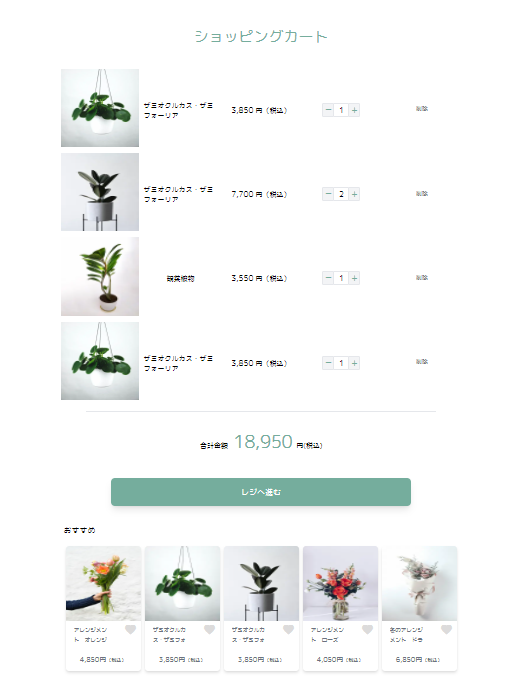 ショッピングカート
ザミオクルカス・ザミ
フォーリア
3,850 円（税込）
− 1 +
削除
ザミオクルカス・ザミ
フォーリア
7,700 円（税込）
− 2 +
削除
観葉植物
3,550 円（税込）
− 1 +
削除
ザミオクルカス・ザミ
フォーリア
3,850 円（税込）
− 1 +
削除
合計金額 18,950 円(税込)
レジへ進む
おすすめ
アレンジメン
ト　オレンジ
4,850円（税込）
ザミオクルカ
ス・ザミフォ
3,850円（税込）
ザミオクルカ
ス・ザミフォ
3,850円（税込）
アレンジメン
ト　ローズ
4,050円（税込）
冬のアレンジ
メント　ドラ
6,850円（税込）